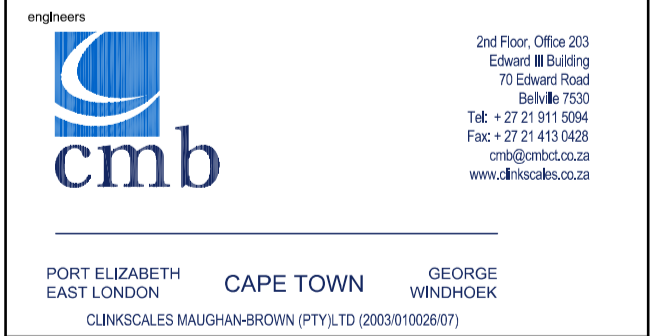 engineers
cmb
2nd Floor, Office 203
Edward III Building
70 Edward Road
Bellville 7530
Tel: + 27 21 911 5094
Fax: + 27 21 413 0428
cmb@cmbct.co.za
www.clinkscales.co.za
PORT ELIZABETH
EAST LONDON
CAPE TOWN
GEORGE
WINDHOEK
CLINKSCALES MAUGHAN-BROWN (PTY)LTD (2003/010026/07)